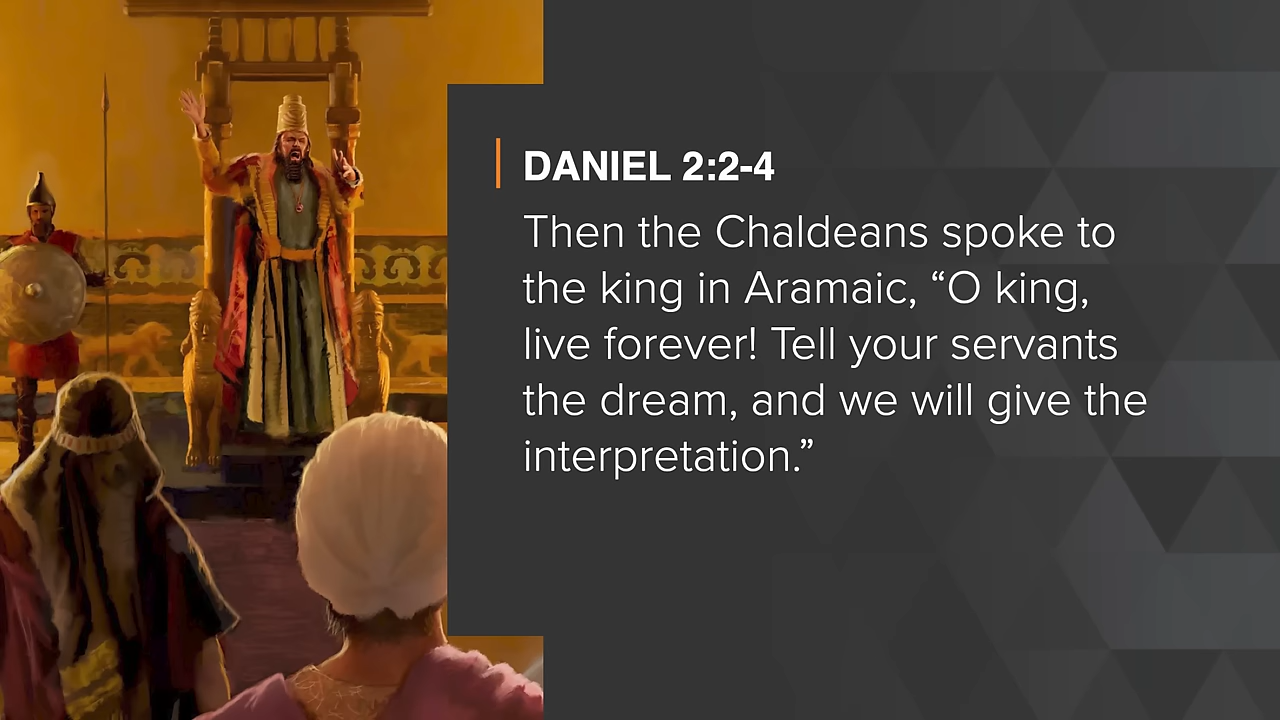 DANIEL 2:2-4
Then the Chaldeans spoke to
the king in Aramaic, “O king,
live forever! Tell your servants
the dream, and we will give the
interpretation.”